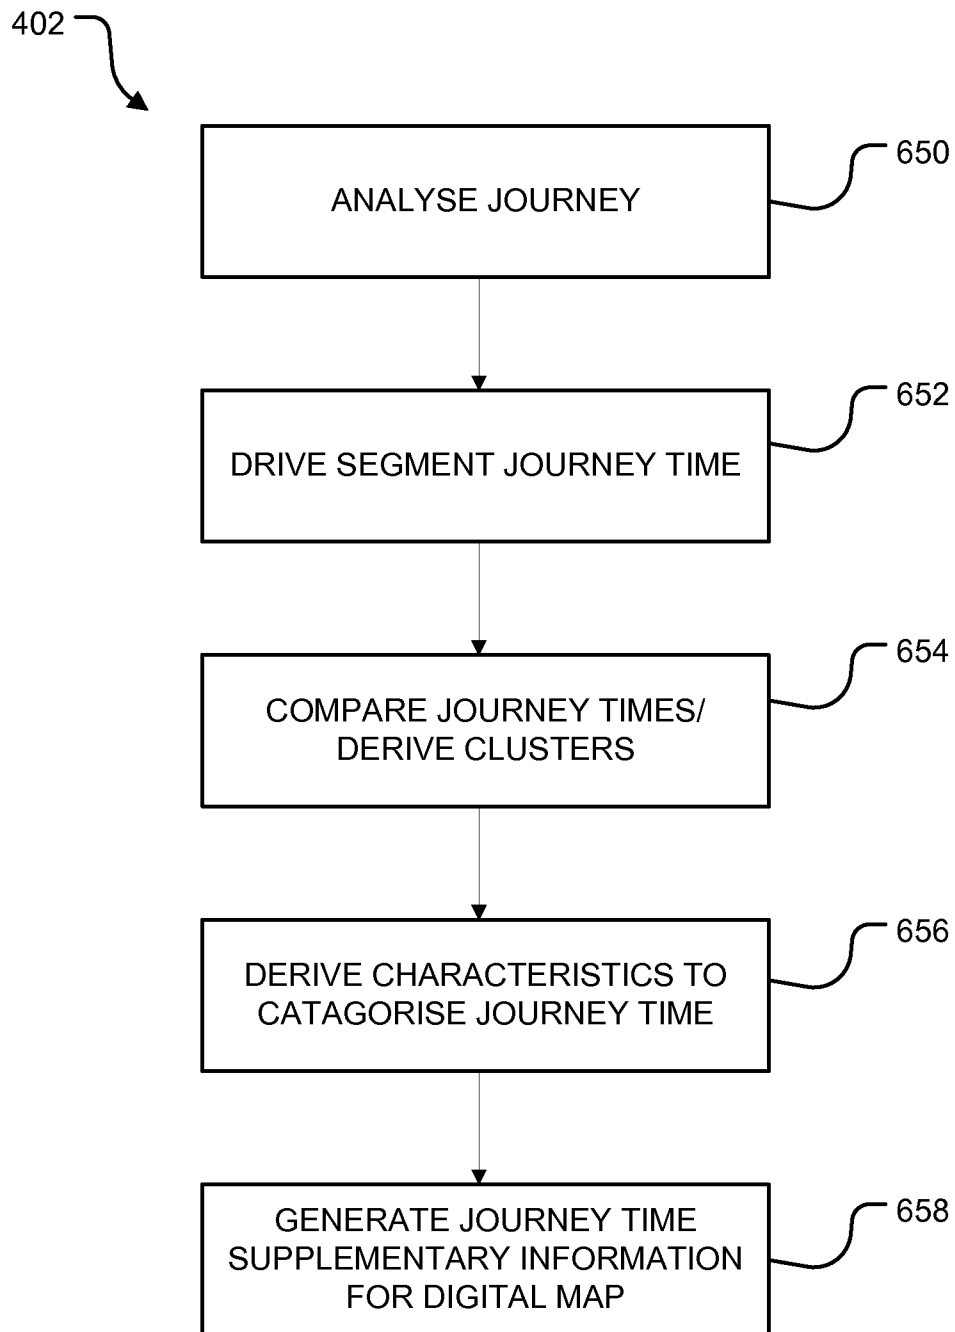 402
ANALYSE JOURNEY
650
DRIVE SEGMENT JOURNEY TIME
652
COMPARE JOURNEY TIMES/
DERIVE CLUSTERS
654
DERIVE CHARACTERISTICS TO
CATAGORISE JOURNEY TIME
656
GENERATE JOURNEY TIME
SUPPLEMENTARY INFORMATION
FOR DIGITAL MAP
658